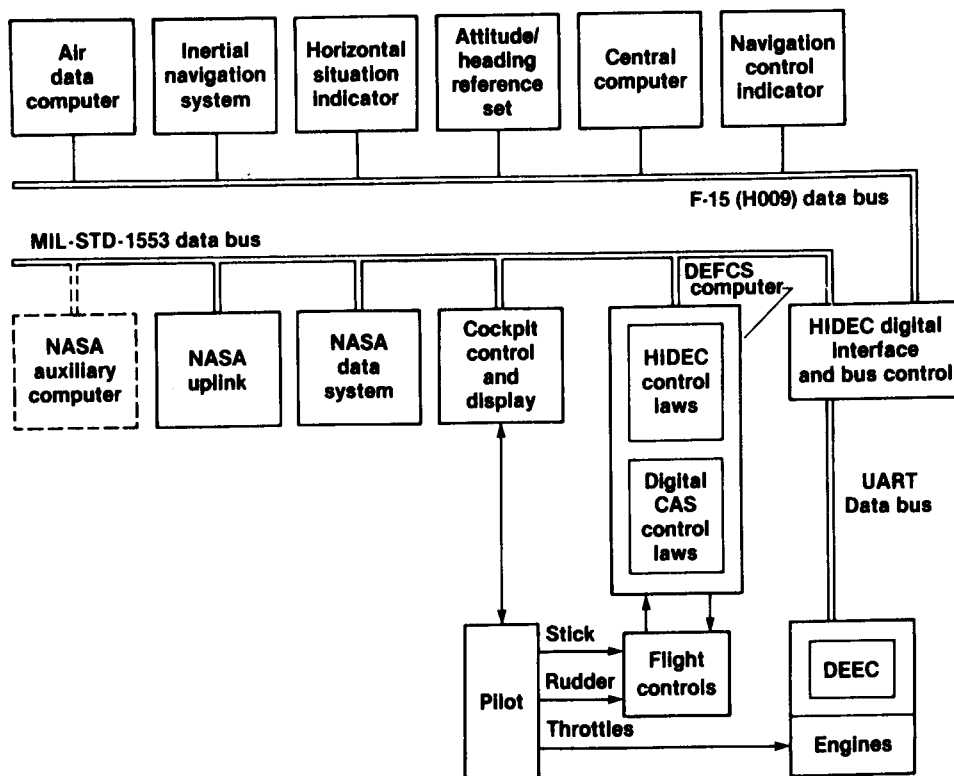 Air
data
computer
Inertial
navigation
system
Horizontal
situation
indicator
Attitude/
heading
reference
set
Central
computer
Navigation
control
indicator
F-15 (H009) data bus
MIL-STD-1553 data bus
NASA
auxiliary
computer
NASA
uplink
NASA
data
system
Cockpit
control
and
display
DEFCS
computer
HIDEC
control
laws
Digital
CAS
control
laws
HIDEC digital
interface
and bus control
UART
Data bus
Pilot
Stick
Rudder
Throttles
Flight
controls
DEEC
Engines